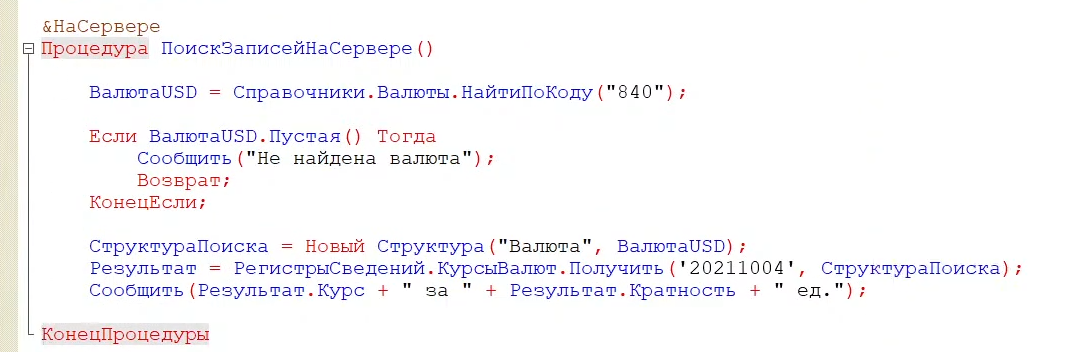 &НаСервере
Процедура ПоискЗаписейНаСервере()
ВалютаUSD = Справочники.Валюты.НайтиПоКоду("840");
Если ВалютаUSD.Пустая() Тогда
Сообщить("Не найдена валюта");
Возврат;
КонецЕсли;
СтруктураПоиска = Новый Структура("Валюта", ВалютаUSD);
Результат = РегистрыСведений.КурсыВалют.Получить('20211004', СтруктураПоиска);
Сообщить(Результат.Курс + " за " + Результат.Кратность + " ед.");
КонецПроцедуры